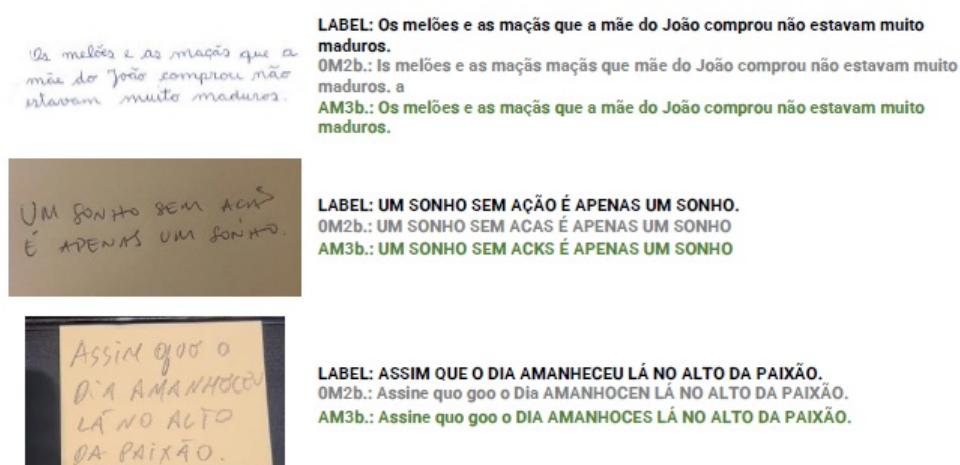 Os melões e as maçãs que a
mãe do João comprou não
estavam muito maduros.
LABEL: Os melões e as maçãs que a mãe do João comprou não estavam muito
maduros.
0M2b.: Is melões e as maçãs maçãs que mãe do João comprou não estavam muito
maduros. a
AM3b.: Os melões e as maçãs que a mãe do João comprou não estavam muito
maduros.
UM SONHO SEM AÇÃO
É APENAS UM SONHO.
LABEL: UM SONHO SEM AÇÃO É APENAS UM SONHO.
0M2b.: UM SONHO SEM ACAS É APENAS UM SONHO
AM3b.: UM SONHO SEM ACKS É APENAS UM SONHO
ASSIM QUE O
DIA AMANHECEU
LÁ NO ALTO
DA PAIXÃO.
LABEL: ASSIM QUE O DIA AMANHECEU LÁ NO ALTO DA PAIXÃO.
0M2b.: Assine quo goo o Dia AMANHOCEN LÁ NO ALTO DA PAIXÃO.
AM3b.: Assine quo goo o DIA AMANHOCES LÁ NO ALTO DA PAIXÃO.